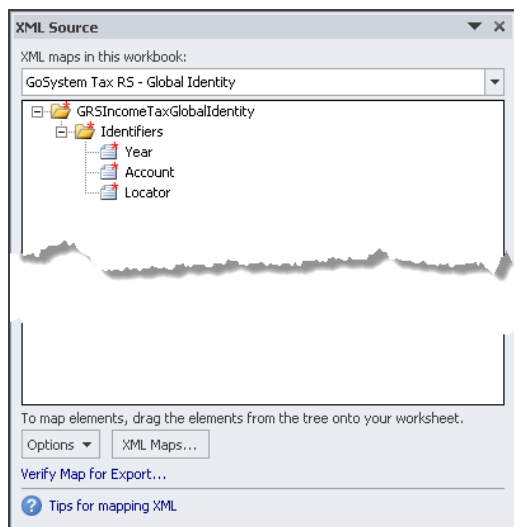 XML Source
XML maps in this workbook:
GoSystem Tax RS - Global Identity
GRSIncomeTaxGlobalIdentity
Identifiers
Year
Account
Locator
To map elements, drag the elements from the tree onto your worksheet.
Options XML Maps...
Verify Map for Export...
Tips for mapping XML